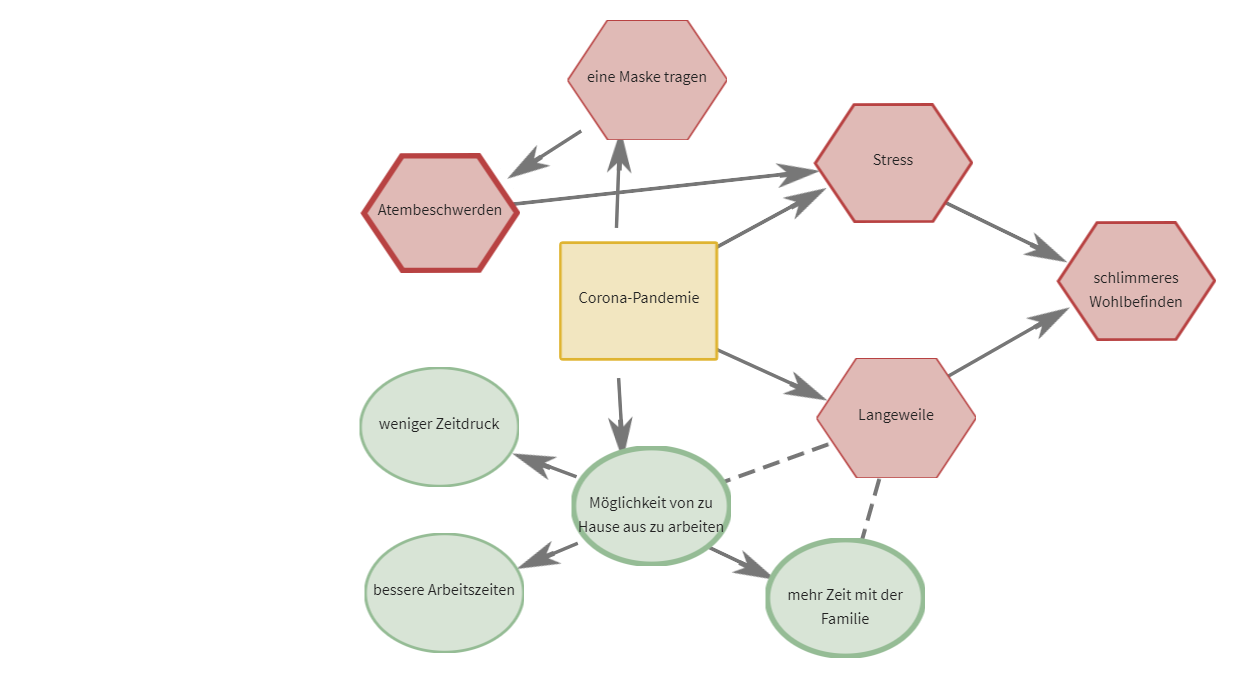 eine Maske tragen
Stress
Atembeschwerden
schlimmeres
Wohlbefinden
Corona-Pandemie
Langeweile
weniger Zeitdruck
Möglichkeit von zu
Hause aus zu arbeiten
bessere Arbeitszeiten
mehr Zeit mit der
Familie